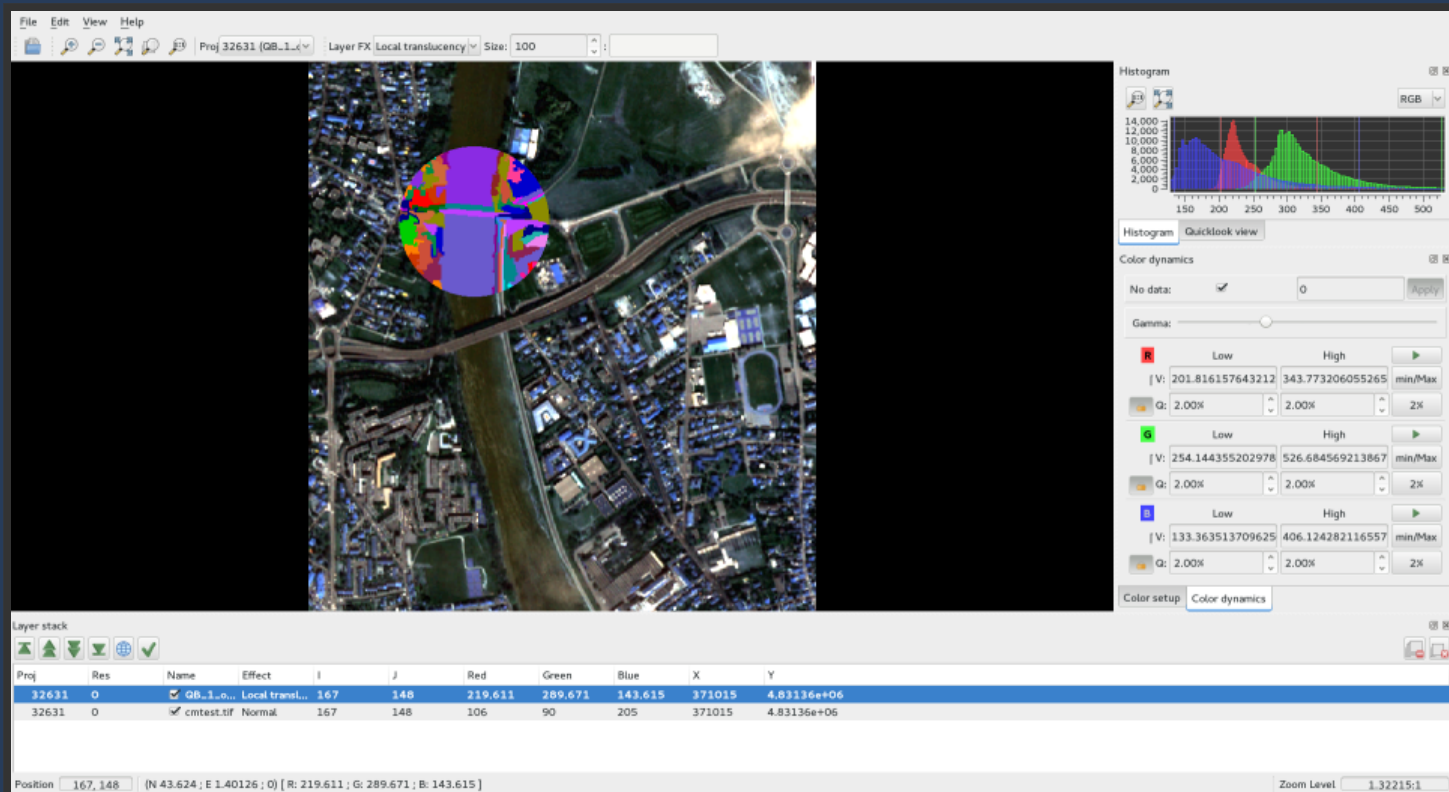 File Edit View Help
Proj 32631 (QB_1_c Layer FX Local translucency Size: 100 :
Histogram
RGB
14,000
12,000
10,000
8,000
6,000
4,000
2,000
0
150 200 250 300 350 400 450 500
Histogram Quicklook view
Color dynamics
No data: 0 Apply
Gamma:
R Low High
V: 201.816157643212 343.773206055265 min/Max
Q: 2.00% 2.00% 2%
G Low High
V: 254.144355202978 526.684569213867 min/Max
Q: 2.00% 2.00% 2%
B Low High
V: 133.363513709625 406.124282116557 min/Max
Q: 2.00% 2.00% 2%
Color setup Color dynamics
Layer stack
Proj Res Name Effect I J Red Green Blue X Y
32631 0 QB_1_o... Local transl... 167 148 219.611 289.671 143.615 371015 4.83136e+06
32631 0 cmtest.tif Normal 167 148 106 90 205 371015 4.83136e+06
Position 167, 148 (N 43.624 ; E 1.40126 ; 0) [ R: 219.611 ; G: 289.671 ; B: 143.615 ] Zoom Level 1.32215:1